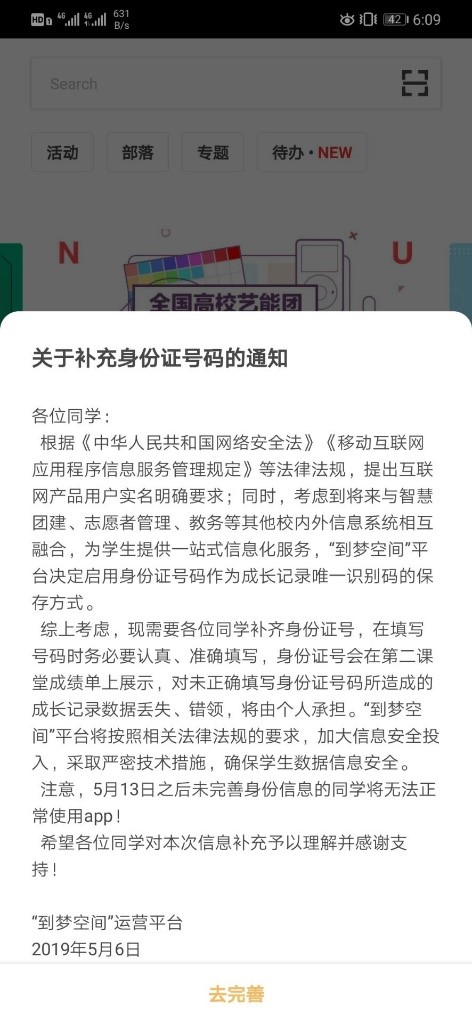 HD 4G 4G 631 B/s 42 6:09
Search
活动 部落 专题 待办·NEW
N U
全国高校艺能团
关于补充身份证号码的通知
各位同学：
根据《中华人民共和国网络安全法》《移动互联网
应用程序信息服务管理规定》等法律法规，提出互联
网产品用户实名明确要求；同时，考虑到将来与智慧
团建、志愿者管理、教务等其他校内外信息系统相互
融合，为学生提供一站式信息化服务，“到梦空间”平
台决定启用身份证号码作为成长记录唯一识别码的保
存方式。
综上考虑，现需要各位同学补齐身份证号，在填写
号码时务必要认真、准确填写，身份证号会在第二课
堂成绩单上展示，对未正确填写身份证号码所造成的
成长记录数据丢失、错领，将由个人承担。“到梦空
间”平台将按照相关法律法规的要求，加大信息安全投
入，采取严密技术措施，确保学生数据信息安全。
注意，5月13日之后未完善身份信息的同学将无法正
常使用app！
希望各位同学对本次信息补充予以理解并感谢支
持！
“到梦空间”运营平台
2019年5月6日
去完善